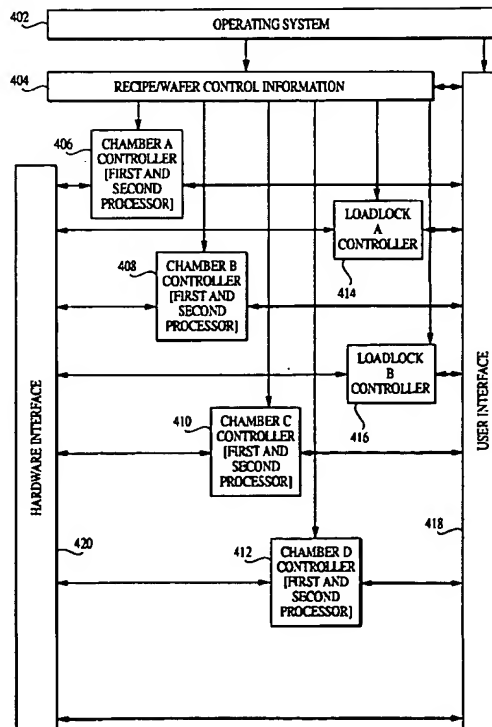 402
OPERATING SYSTEM
404
RECIPE/WAFER CONTROL INFORMATION
406
CHAMBER A
CONTROLLER
[FIRST AND
SECOND
PROCESSOR]
LOADLOCK
A
CONTROLLER
414
408
CHAMBER B
CONTROLLER
[FIRST AND
SECOND
PROCESSOR]
LOADLOCK
B
CONTROLLER
416
410
CHAMBER C
CONTROLLER
[FIRST AND
SECOND
PROCESSOR]
HARDWARE INTERFACE
USER INTERFACE
420
418
412
CHAMBER D
CONTROLLER
[FIRST AND
SECOND
PROCESSOR]